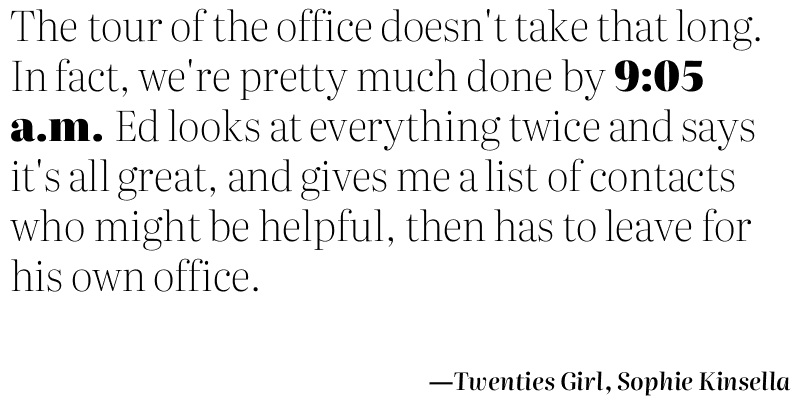 The tour of the office doesn't take that long.
In fact, we're pretty much done by 9:05
a.m. Ed looks at everything twice and says
it's all great, and gives me a list of contacts
who might be helpful, then has to leave for
his own office.
—Twenties Girl, Sophie Kinsella